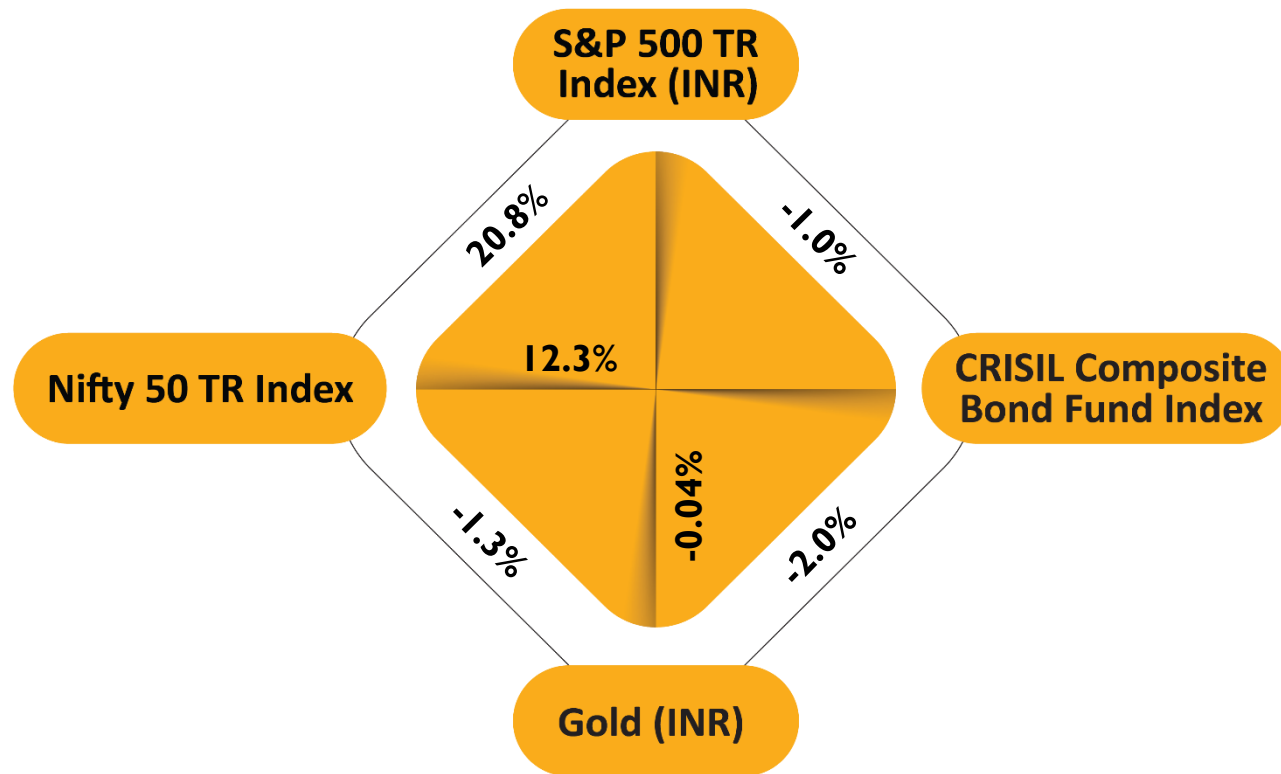 S&P 500 TR
Index (INR)
20.8%
-1.0%
12.3%
Nifty 50 TR Index
CRISIL Composite
Bond Fund Index
-0.04%
-1.3%
-2.0%
Gold (INR)